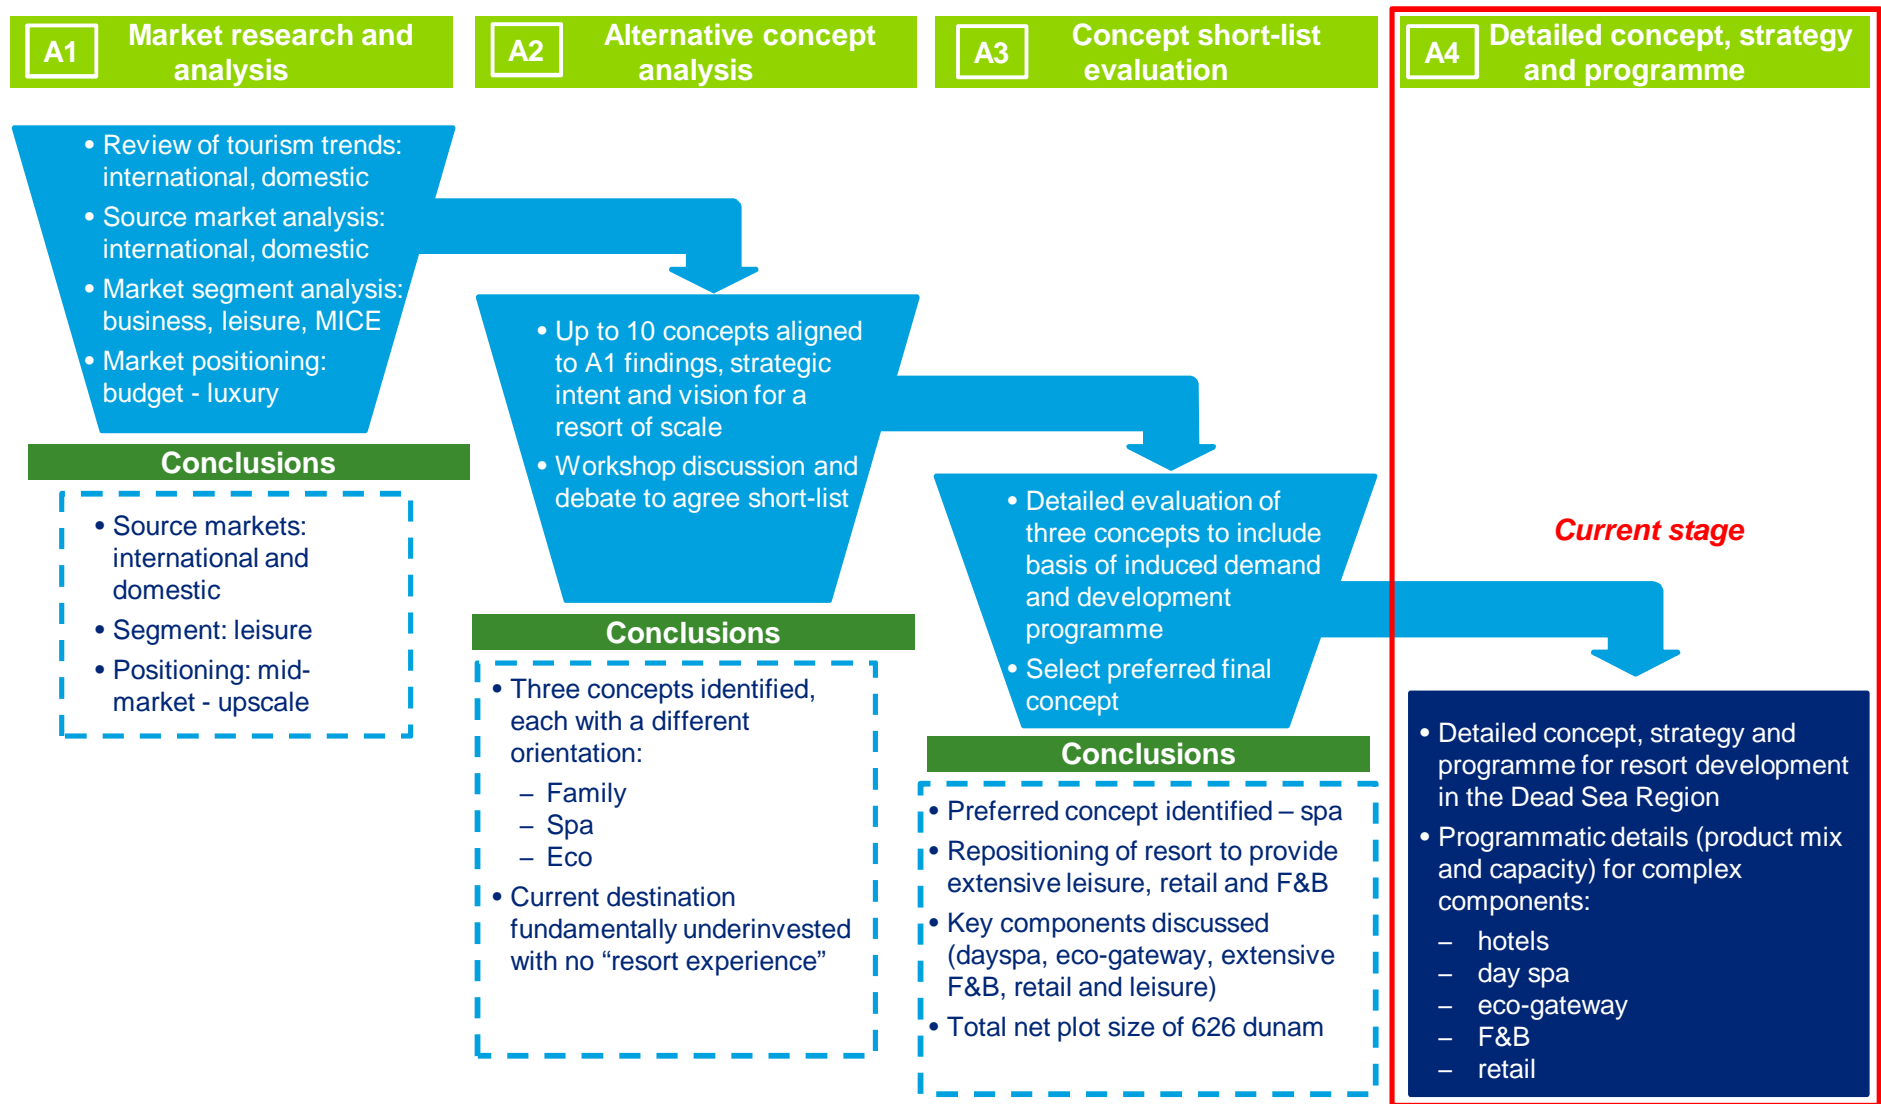 A1
Market research and
analysis
A2
Alternative concept
analysis
A3
Concept short-list
evaluation
A4
Detailed concept, strategy
and programme
• Review of tourism trends:
international, domestic
• Source market analysis:
international, domestic
• Market segment analysis:
business, leisure, MICE
• Market positioning:
budget - luxury
Conclusions
• Source markets:
international and
domestic
• Segment: leisure
• Positioning: mid-
market - upscale
• Up to 10 concepts aligned
to A1 findings, strategic
intent and vision for a
resort of scale
• Workshop discussion and
debate to agree short-list
Conclusions
• Three concepts identified,
each with a different
orientation:
– Family
– Spa
– Eco
• Current destination
fundamentally underinvested
with no “resort experience”
• Detailed evaluation of
three concepts to include
basis of induced demand
and development
programme
• Select preferred final
concept
Conclusions
• Preferred concept identified – spa
• Repositioning of resort to provide
extensive leisure, retail and F&B
• Key components discussed
(dayspa, eco-gateway, extensive
F&B, retail and leisure)
• Total net plot size of 626 dunam
Current stage
• Detailed concept, strategy and
programme for resort development
in the Dead Sea Region
• Programmatic details (product mix
and capacity) for complex
components:
– hotels
– day spa
– eco-gateway
– F&B
– retail